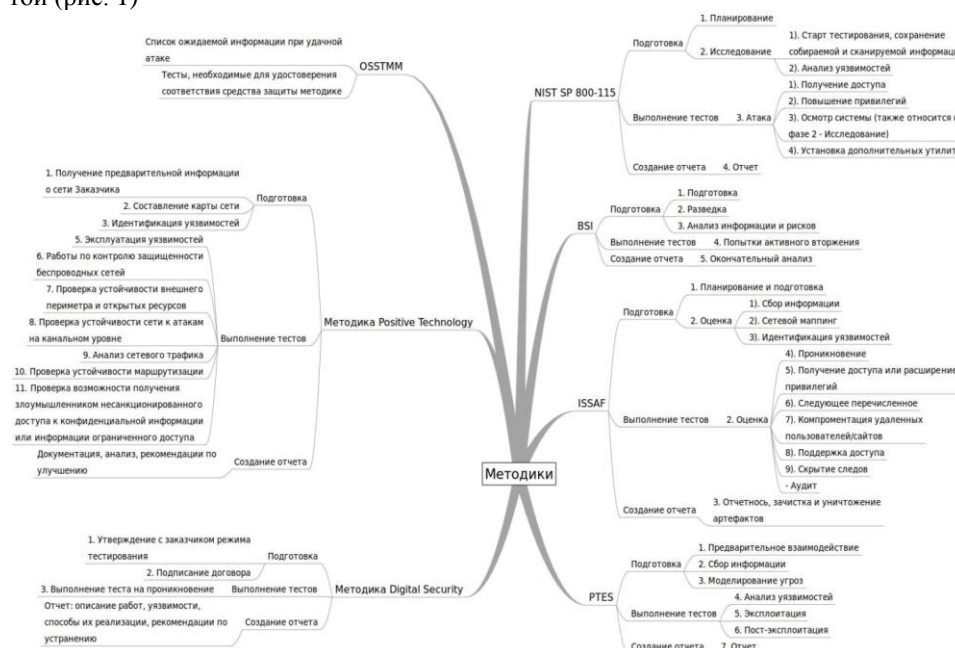 той (рис. 1)
Список ожидаемой информации при удачной
атаке
Тесты, необходимые для удостоверения
соответствия средства защиты методике
OSSTMM
1. Получение предварительной информации
о сети Заказчика
2. Составление карты сети
3. Идентификация уязвимостей
Подготовка
5. Эксплуатация уязвимостей
6. Работы по контролю защищенности
беспроводных сетей
7. Проверка устойчивости внешнего
периметра и открытых ресурсов
8. Проверка устойчивости сети к атакам
на канальном уровне
9. Анализ сетевого трафика
10. Проверка устойчивости маршрутизации
11. Проверка возможности получения
злоумышленником несанкционированного
доступа к конфиденциальной информации
или информации ограниченного доступа
Выполнение тестов
Документация, анализ, рекомендации по
улучшению
Создание отчета
Методика Positive Technology
1. Утверждение с заказчиком режима
тестирования
2. Подписание договора
Подготовка
3. Выполнение теста на проникновение
Выполнение тестов
Отчет: описание работ, уязвимости,
способы их реализации, рекомендации по
устранению
Создание отчета
Методика Digital Security
Методики
NIST SP 800-115
Подготовка
1. Планирование
2. Исследование
1). Старт тестирования, сохранение
собираемой и сканируемой информаци
2). Анализ уязвимостей
Выполнение тестов
3. Атака
1). Получение доступа
2). Повышение привилегий
3). Осмотр системы (также относится
фазе 2 - Исследование)
4). Установка дополнительных утилит
Создание отчета
4. Отчет
BSI
Подготовка
1. Подготовка
2. Разведка
3. Анализ информации и рисков
Выполнение тестов
4. Попытки активного вторжения
Создание отчета
5. Окончательный анализ
ISSAF
Подготовка
1. Планирование и подготовка
2. Оценка
1). Сбор информации
2). Сетевой маппинг
3). Идентификация уязвимостей
Выполнение тестов
2. Оценка
4). Проникновение
5). Получение доступа или расширение
привилегий
6). Следующее перечисленное
7). Компроментация удаленных
пользователей/сайтов
8). Поддержка доступа
9). Скрытие следов
- Аудит
Создание отчета
3. Отчетнось, зачистка и уничтожение
артефактов
PTES
Подготовка
1. Предварительное взаимодействие
2. Сбор информации
3. Моделирование угроз
Выполнение тестов
4. Анализ уязвимостей
5. Эксплоитация
6. Пост-эксплоитация
Создание отчета
7. Отчет